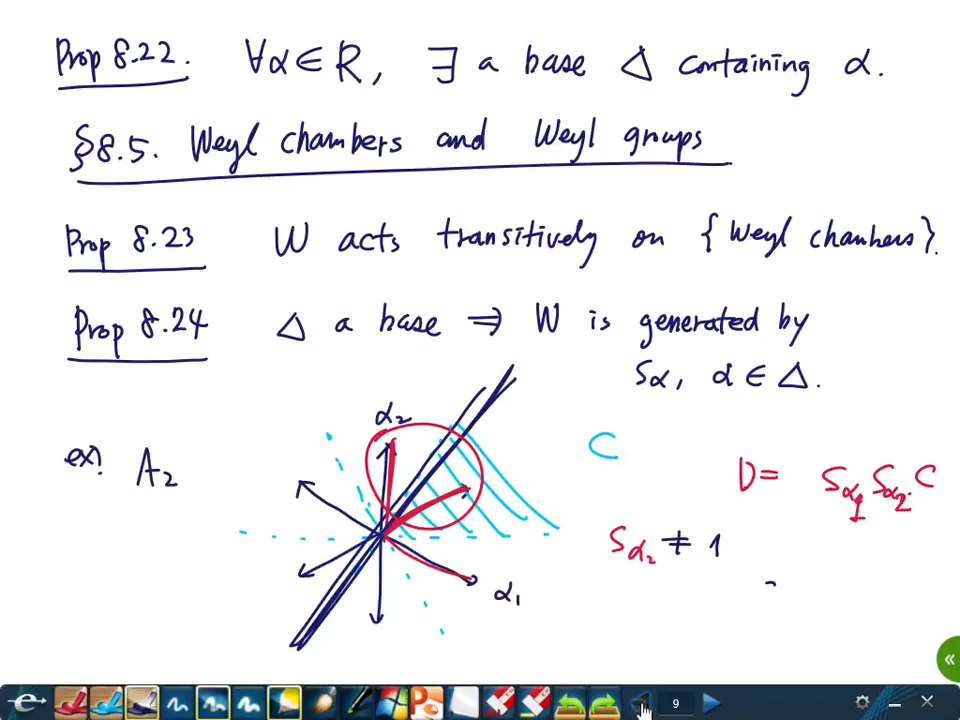 Prop 8.22. ∀α∈R, ∃ a base Δ containing α.
§8.5. Weyl chambers and Weyl groups
Prop 8.23 W acts transitively on {Weyl chambers}.
Prop 8.24 Δ a base ⇒ W is generated by
Sα, α ∈ Δ.
α₂
C
ex) A₂
D = Sα₁ Sα₂ · C
Sα₂ ≠ 1
α₁
9